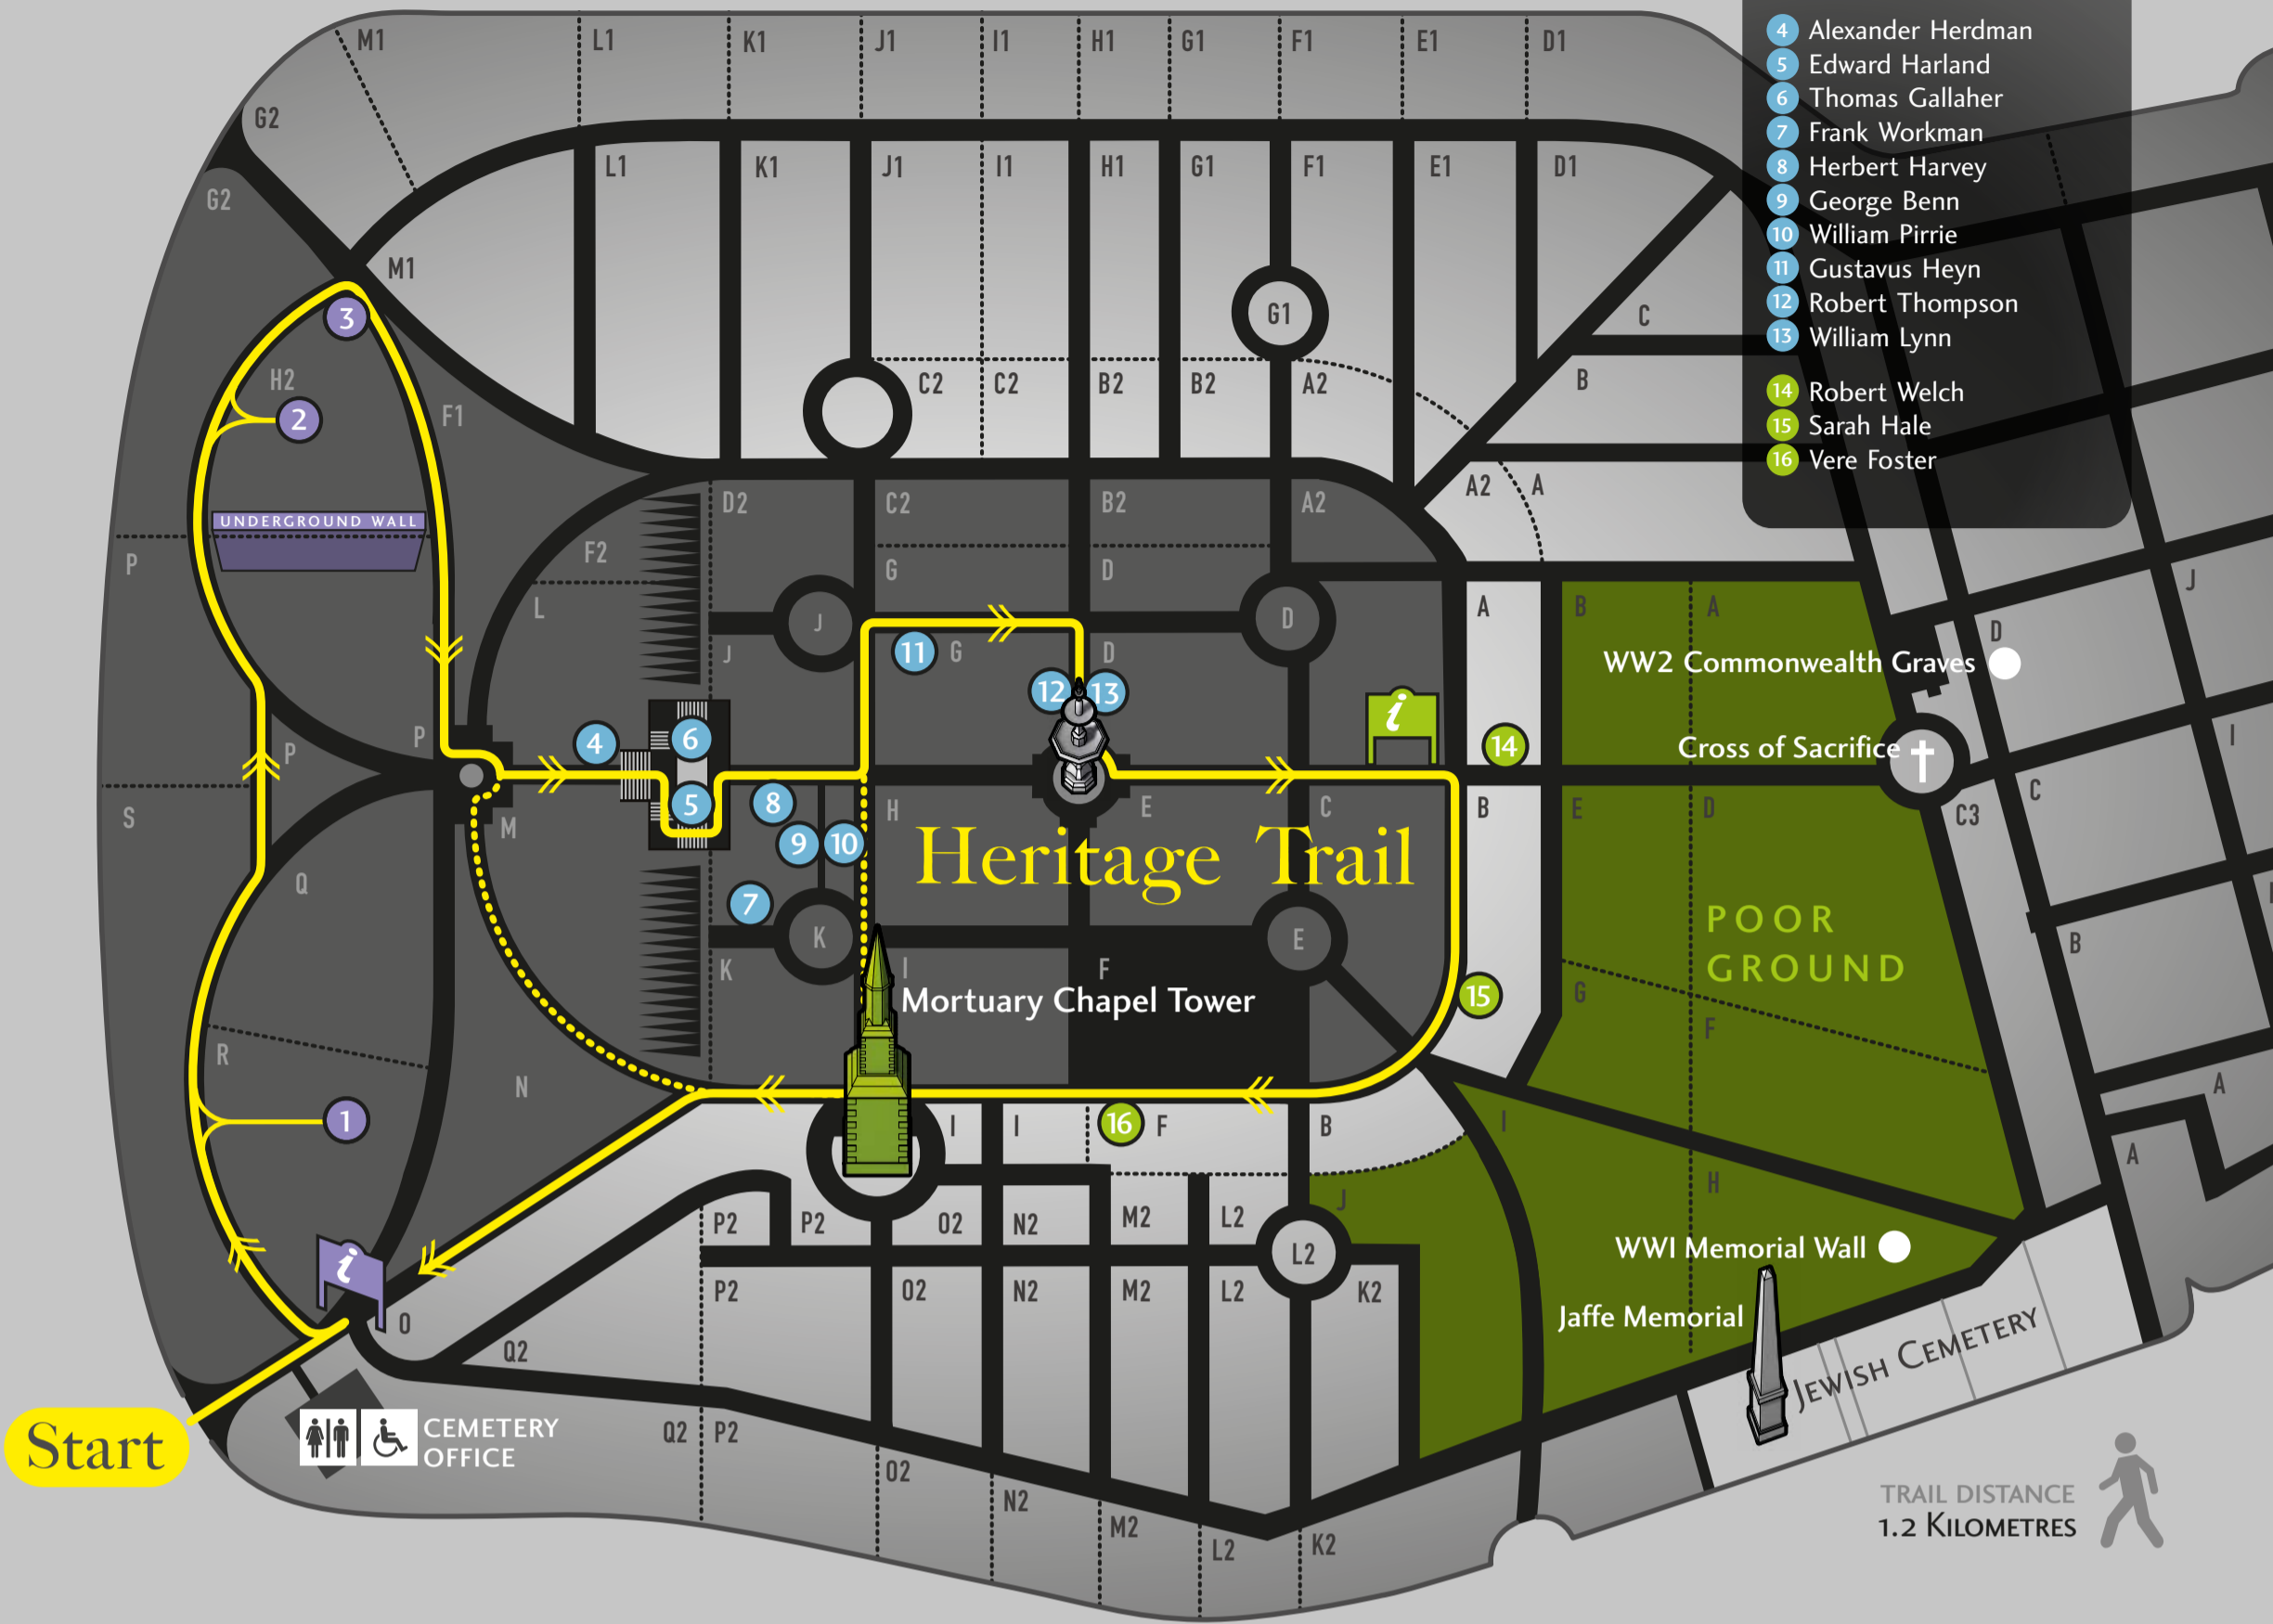 M1
L1
K1
J1
I1
H1
G1
F1
E1
D1
4 Alexander Herdman
5 Edward Harland
6 Thomas Gallaher
7 Frank Workman
8 Herbert Harvey
9 George Benn
10 William Pirrie
11 Gustavus Heyn
12 Robert Thompson
13 William Lynn
14 Robert Welch
15 Sarah Hale
16 Vere Foster
G2
G2
L1
K1
J1
I1
H1
G1
F1
E1
D1
M1
3
G1
C
H2
2
F1
C2
C2
B2
B2
A2
B
UNDERGROUND WALL
D2
C2
B2
A2
A2
A
P
F2
G
D
L
J
D
A
B
A
D
J
J
11
G
D
WW2 Commonwealth Graves
12
13
P
P
4
6
i
14
Cross of Sacrifice
I
S
M
5
8
H
E
C
B
E
D
C3
C
9
10
Heritage Trail
Q
7
K
E
POOR
GROUND
B
K
I
F
15
G
Mortuary Chapel Tower
F
R
N
A
1
I
I
16
F
B
I
A
H
J
P2
P2
O2
N2
M2
L2
L2
WWI Memorial Wall
i
P2
O2
N2
M2
L2
K2
O
Jaffe Memorial
Q2
JEWISH CEMETERY
Start
CEMETERY
OFFICE
Q2
P2
O2
N2
M2
L2
K2
TRAIL DISTANCE
1.2 KILOMETRES